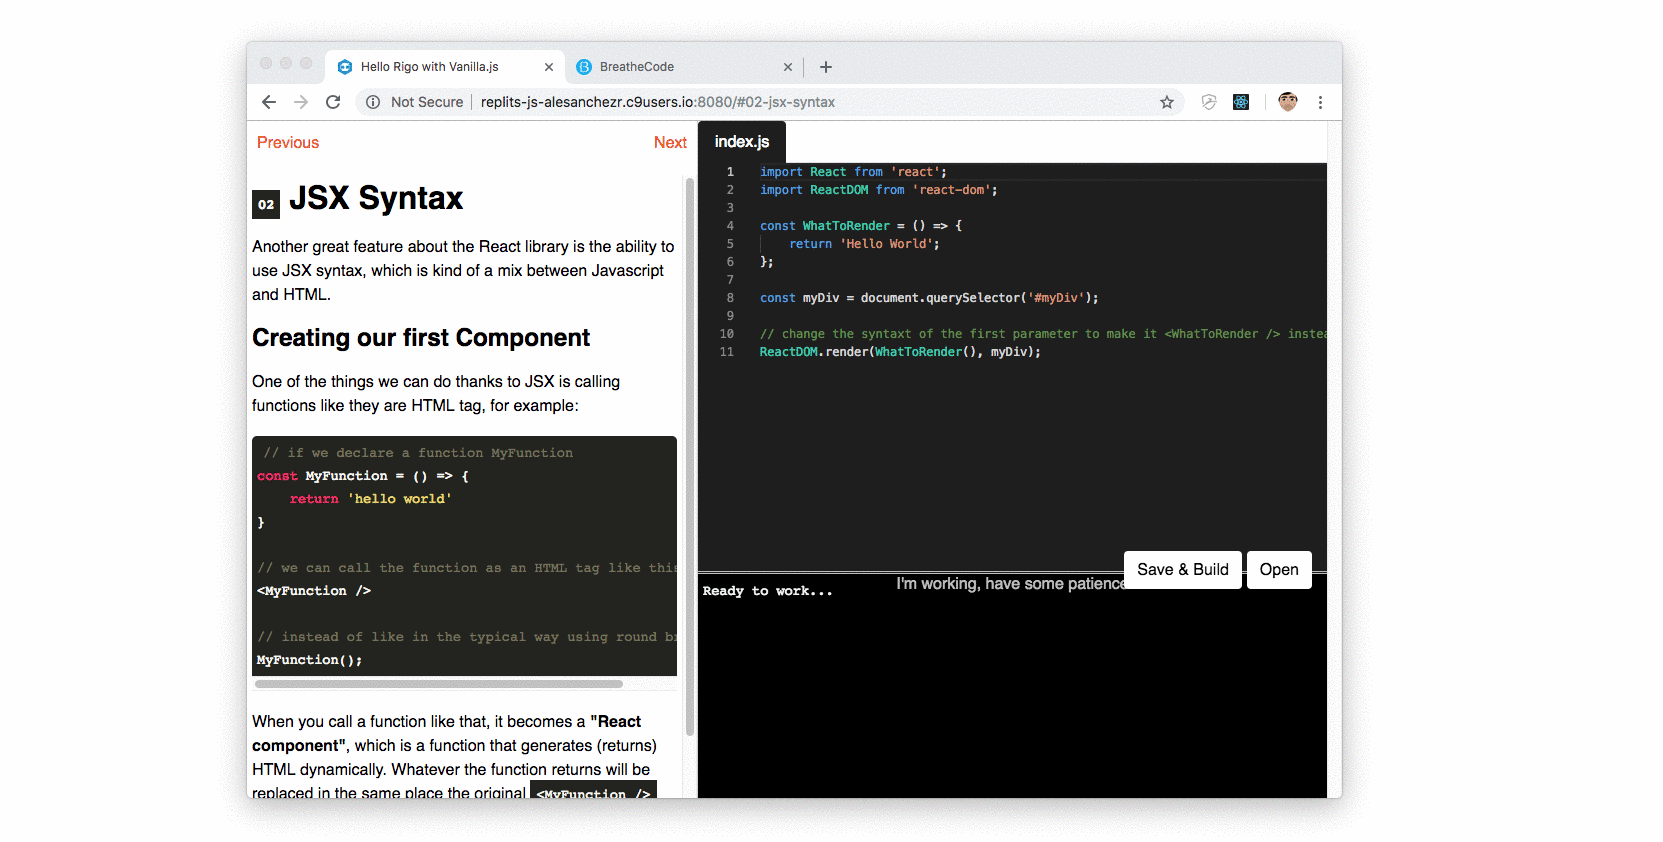 Hello Rigo with Vanilla.js
BreatheCode
Not Secure
replits-js-alesanchezr.c9users.io:8080/#02-jsx-syntax
Previous
Next
02 JSX Syntax
Another great feature about the React library is the ability to
use JSX syntax, which is kind of a mix between Javascript
and HTML.
Creating our first Component
One of the things we can do thanks to JSX is calling
functions like they are HTML tag, for example:
// if we declare a function MyFunction
const MyFunction = () => {
    return 'hello world'
}
// we can call the function as an HTML tag like this
<MyFunction />
// instead of like in the typical way using round
MyFunction();
When you call a function like that, it becomes a "React
component", which is a function that generates (returns)
HTML dynamically. Whatever the function returns will be
replaced in the same place the original <MyFunction />
index.js
1 import React from 'react';
2 import ReactDOM from 'react-dom';
3
4 const WhatToRender = () => {
5     return 'Hello World';
6 };
7
8 const myDiv = document.querySelector('#myDiv');
9
10 // change the syntaxt of the first parameter to make it <WhatToRender /> instea
11 ReactDOM.render(WhatToRender(), myDiv);
Save & Build
Open
I'm working, have some patience
Ready to work...